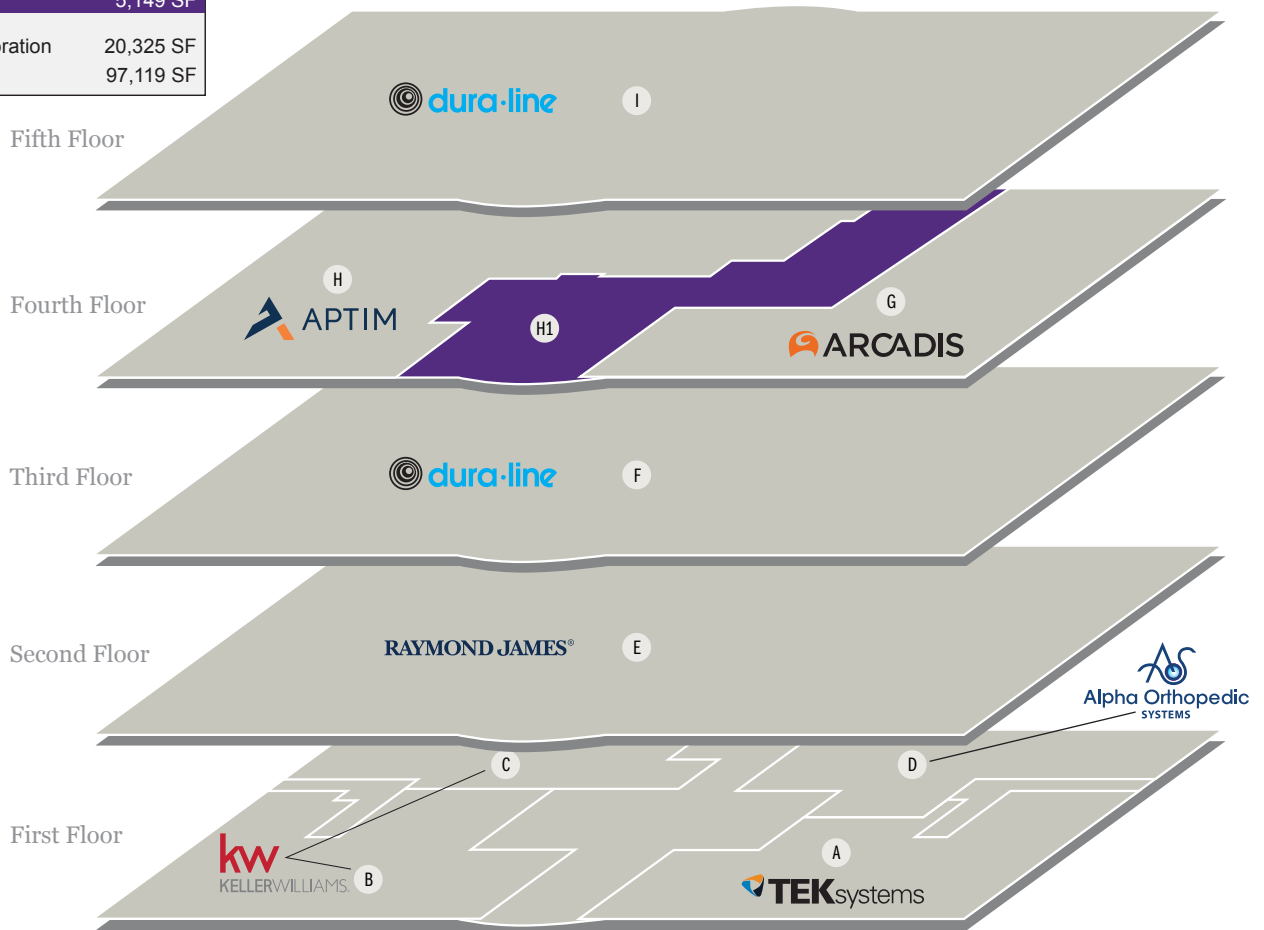 5,149 SF
20,325 SF
97,119 SF
dura·line
I
Fifth Floor
H
G
Fourth Floor
APTIM
H1
ARCADIS
Third Floor
dura·line
F
Second Floor
RAYMOND JAMES®
E
Alpha Orthopedic
SYSTEMS
C
D
First Floor
kw
KELLERWILLIAMS.
B
A
TEKsystems